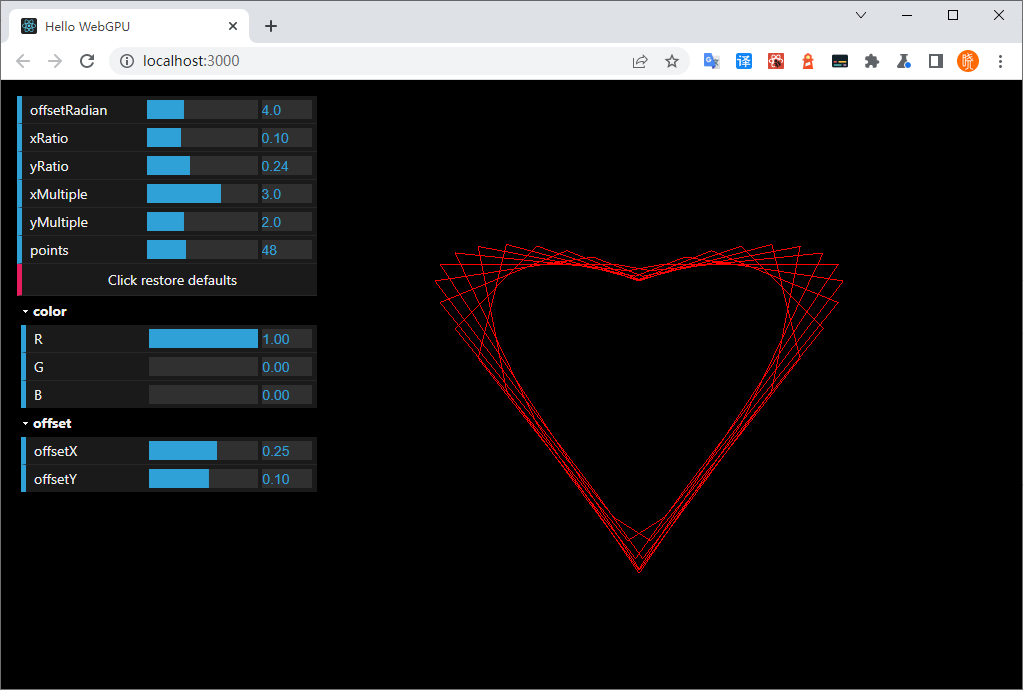 Hello WebGPU
localhost:3000
译
晓
offsetRadian 4.0
xRatio 0.10
yRatio 0.24
xMultiple 3.0
yMultiple 2.0
points 48
Click restore defaults
color
R 1.00
G 0.00
B 0.00
offset
offsetX 0.25
offsetY 0.10